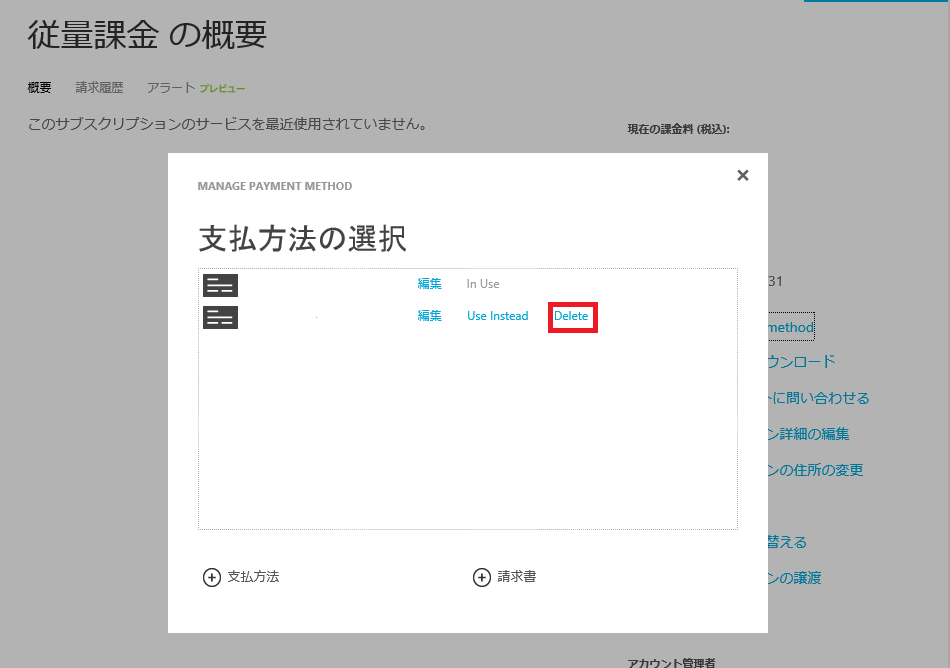 従量課金 の概要
概要 請求履歴 アラート プレビュー
このサブスクリプションのサービスを最近使用されていません。
現在の課金料 (税込):
MANAGE PAYMENT METHOD
支払方法の選択
編集 In Use
編集 Use Instead Delete
支払方法 請求書
31
method
ウンロード
トに問い合わせる
ン詳細の編集
ンの住所の変更
替える
ンの譲渡
アカウント管理者